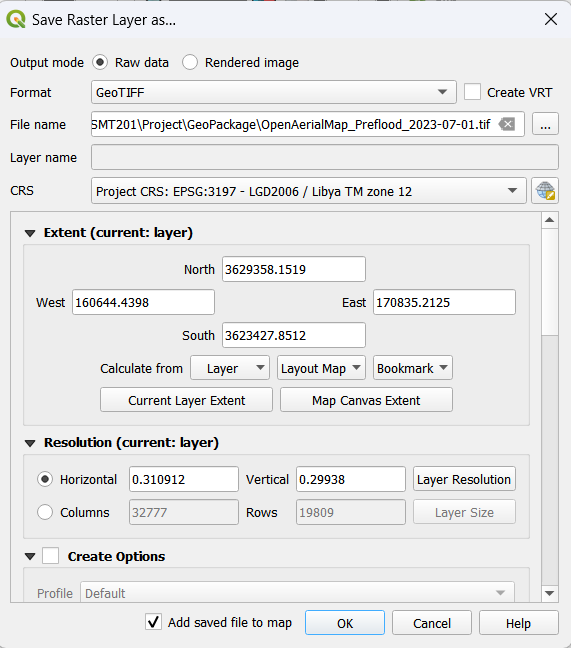 Save Raster Layer as...
Output mode Raw data Rendered image
Format GeoTIFF Create VRT
File name SMT201\Project\GeoPackage\OpenAerialMap_Preflood_2023-07-01.tif ...
Layer name
CRS Project CRS: EPSG:3197 - LGD2006 / Libya TM zone 12
Extent (current: layer)
North 3629358.1519
West 160644.4398 East 170835.2125
South 3623427.8512
Calculate from Layer Layout Map Bookmark
Current Layer Extent Map Canvas Extent
Resolution (current: layer)
Horizontal 0.310912 Vertical 0.29938 Layer Resolution
Columns 32777 Rows 19809 Layer Size
Create Options
Profile Default
Add saved file to map OK Cancel Help